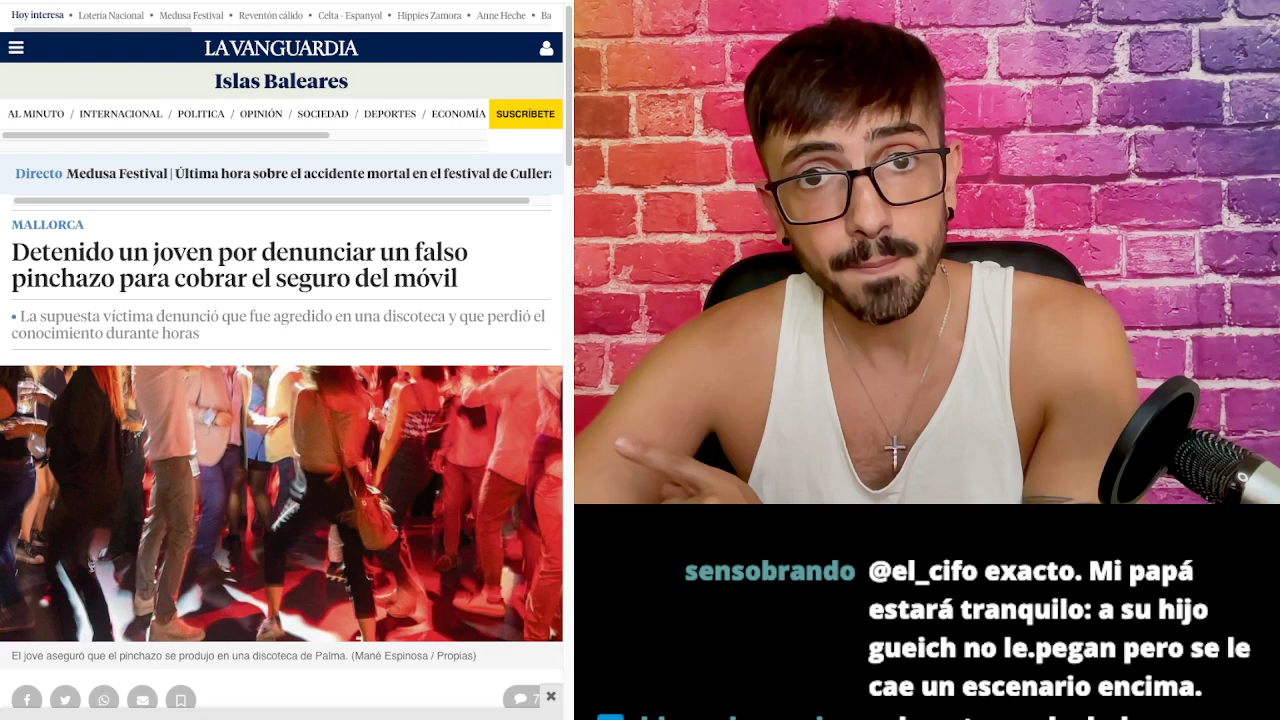 Hoy interesa • Lotería Nacional • Medusa Festival • Reventón cálido • Celta - Espanyol • Hippies Zamora • Anne Heche • Ba
LA VANGUARDIA
Islas Baleares
AL MINUTO / INTERNACIONAL / POLITICA / OPINIÓN / SOCIEDAD / DEPORTES / ECONOMÍA SUSCRÍBETE
Directo Medusa Festival | Última hora sobre el accidente mortal en el festival de Culler
MALLORCA
Detenido un joven por denunciar un falso
pinchazo para cobrar el seguro del móvil
• La supuesta víctima denunció que fue agredido en una discoteca y que perdió el
conocimiento durante horas
El jove aseguró que el pinchazo se produjo en una discoteca de Palma. (Mané Espinosa / Propias)
7
sensobrando @el_cifo exacto. Mi papá
estará tranquilo: a su hijo
gueich no le.pegan pero se le
cae un escenario encima.